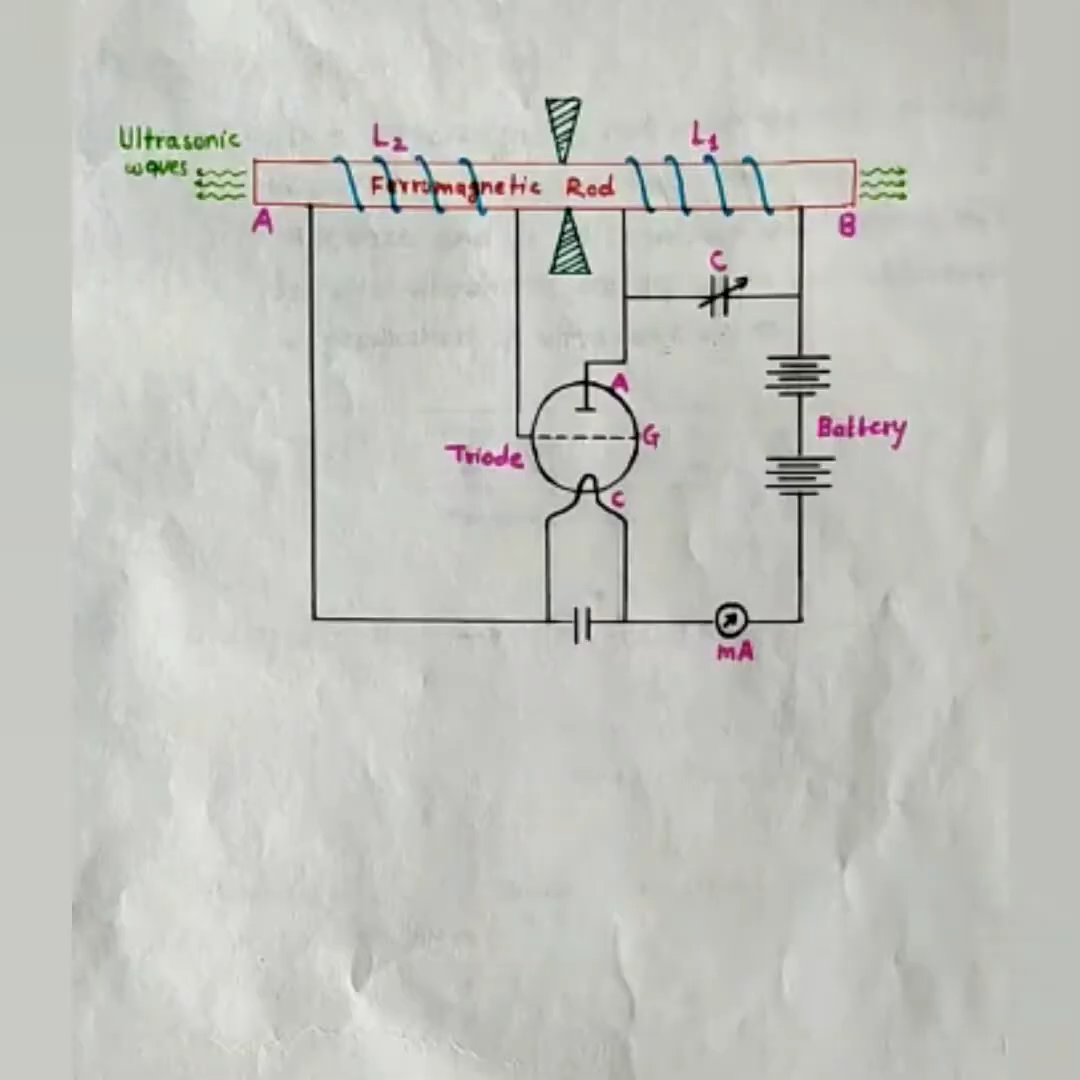 Ultrasonic
waves
L2
L1
Ferromagnetic Rod
A
B
C
A
G
Triode
C
Battery
mA